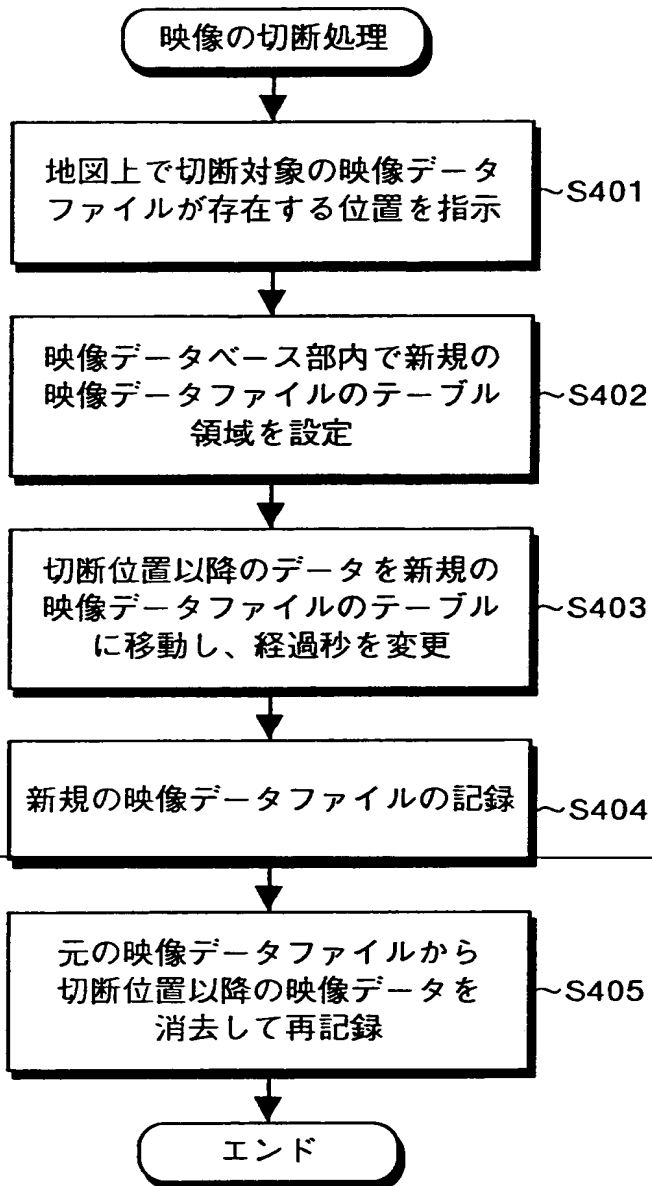 映像の切断処理
地図上で切断対象の映像データ
ファイルが存在する位置を指示
~S401
映像データベース部内で新規の
映像データファイルのテーブル
領域を設定
~S402
切断位置以降のデータを新規の
映像データファイルのテーブル
に移動し、経過秒を変更
~S403
新規の映像データファイルの記録
~S404
元の映像データファイルから
切断位置以降の映像データを
消去して再記録
~S405
エンド